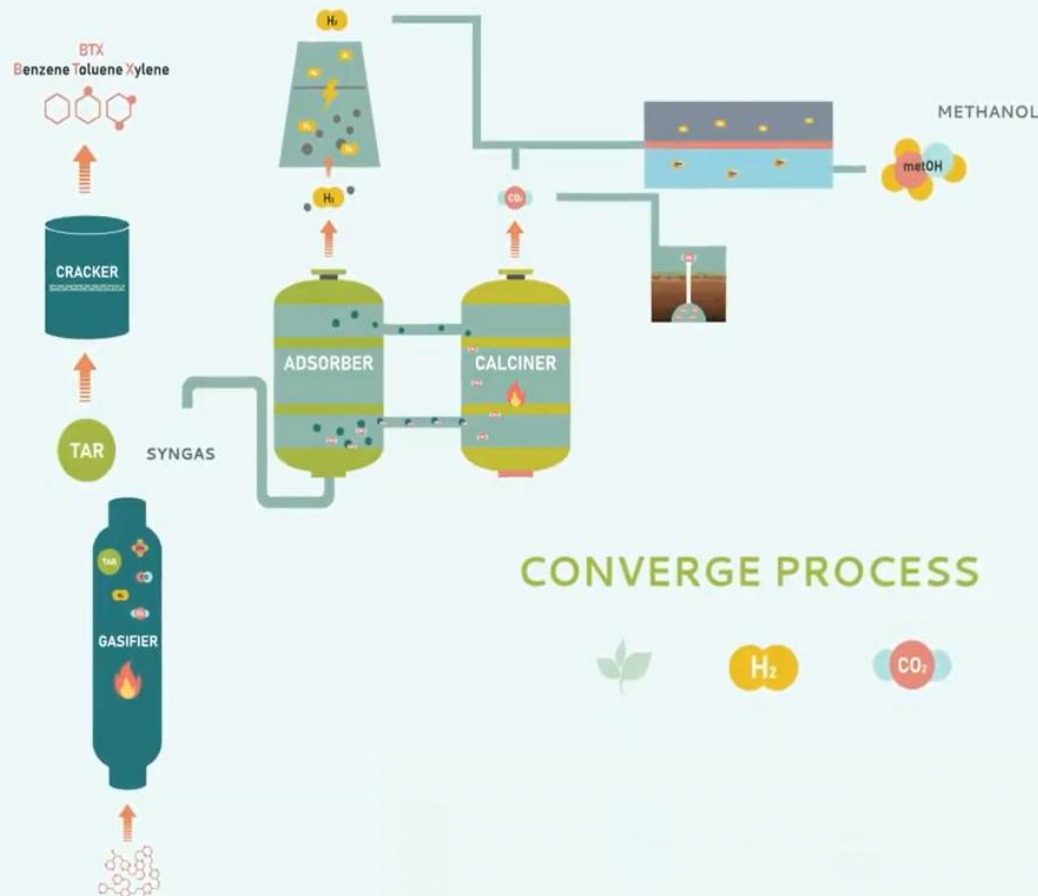 BTX
Benzene Toluene Xylene
H₂
METHANOL
metOH
H₂
CO₂
CRACKER
ADSORBER
CALCINER
TAR
SYNGAS
TAR
GASIFIER
CONVERGE PROCESS
H₂
CO₂